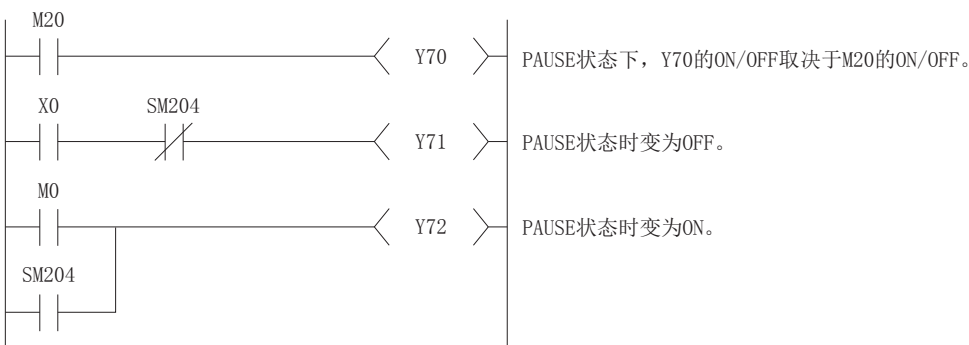 M20
Y70 PAUSE状态下，Y70的ON/OFF取决于M20的ON/OFF。
X0 SM204
Y71 PAUSE状态时变为OFF。
M0
Y72 PAUSE状态时变为ON。
SM204